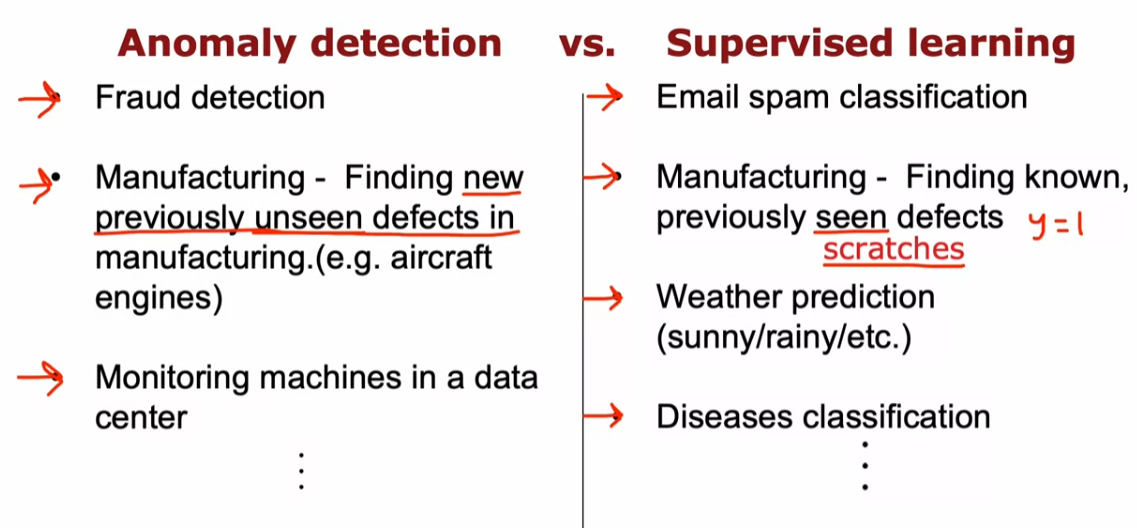 Anomaly detection vs. Supervised learning
Fraud detection
Manufacturing - Finding new
previously unseen defects in
manufacturing.(e.g. aircraft
engines)
Monitoring machines in a data
center
Email spam classification
Manufacturing - Finding known,
previously seen defects y=1
scratches
Weather prediction
(sunny/rainy/etc.)
Diseases classification